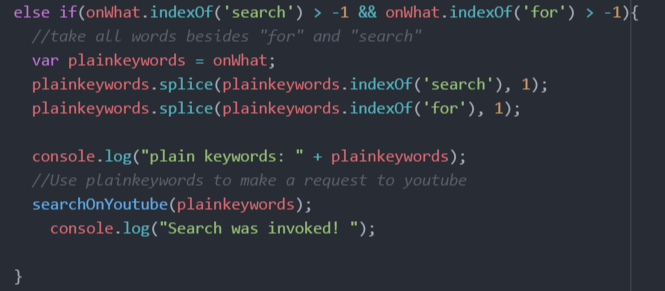 else if(onWhat.indexOf('search') > -1 && onWhat.indexOf('for') > -1){
//take all words besides "for" and "search"
var plainkeywords = onWhat;
plainkeywords.splice(plainkeywords.indexOf('search'), 1);
plainkeywords.splice(plainkeywords.indexOf('for'), 1);
console.log("plain keywords: " + plainkeywords);
//Use plainkeywords to make a request to youtube
searchOnYoutube(plainkeywords);
console.log("Search was invoked! ");
}